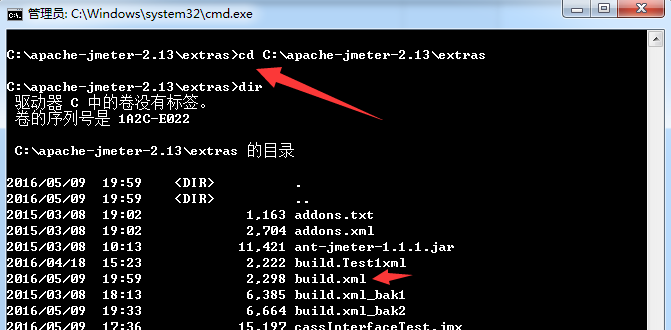 管理员: C:\Windows\system32\cmd.exe
C:\apache-jmeter-2.13\extras>cd C:\apache-jmeter-2.13\extras
C:\apache-jmeter-2.13\extras>dir
驱动器 C 中的卷没有标签。
卷的序列号是 1A2C-E022
C:\apache-jmeter-2.13\extras 的目录
2016/05/09 19:59 <DIR> .
2016/05/09 19:59 <DIR> ..
2015/03/08 19:02 1,163 addons.txt
2015/03/08 19:02 2,704 addons.xml
2015/03/08 10:13 11,421 ant-jmeter-1.1.1.jar
2016/04/18 15:23 2,222 build.Test1xml
2016/05/09 19:59 2,298 build.xml
2015/03/08 18:13 6,385 build.xml_bak1
2016/05/09 19:33 6,664 build.xml_bak2
2016/05/09 17:36 15,197 cassInterfaceTest.jmx